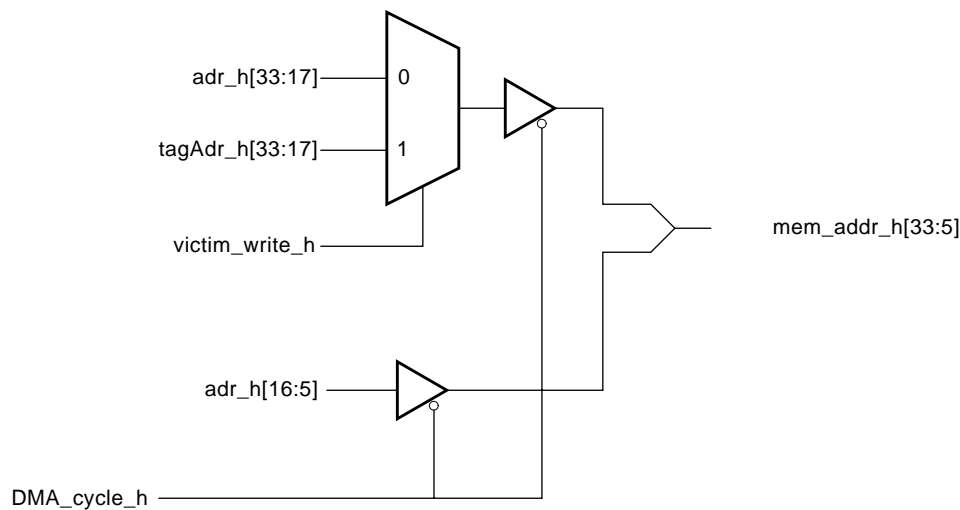 adr_h[33:17]
0
tagAdr_h[33:17]
1
victim_write_h
mem_addr_h[33:5]
adr_h[16:5]
DMA_cycle_h